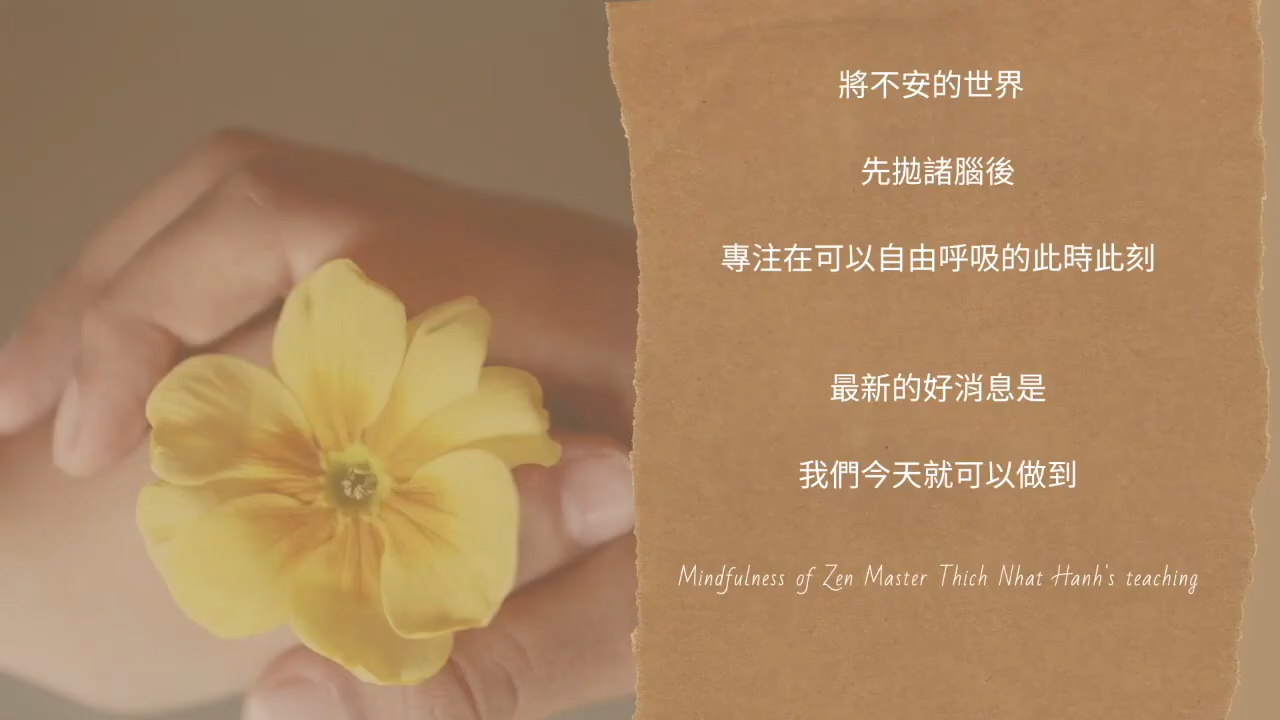 將不安的世界
先拋諸腦後
專注在可以自由呼吸的此時此刻
最新的好消息是
我們今天就可以做到
Mindfulness of Zen Master Thich Nhat Hanh's teaching